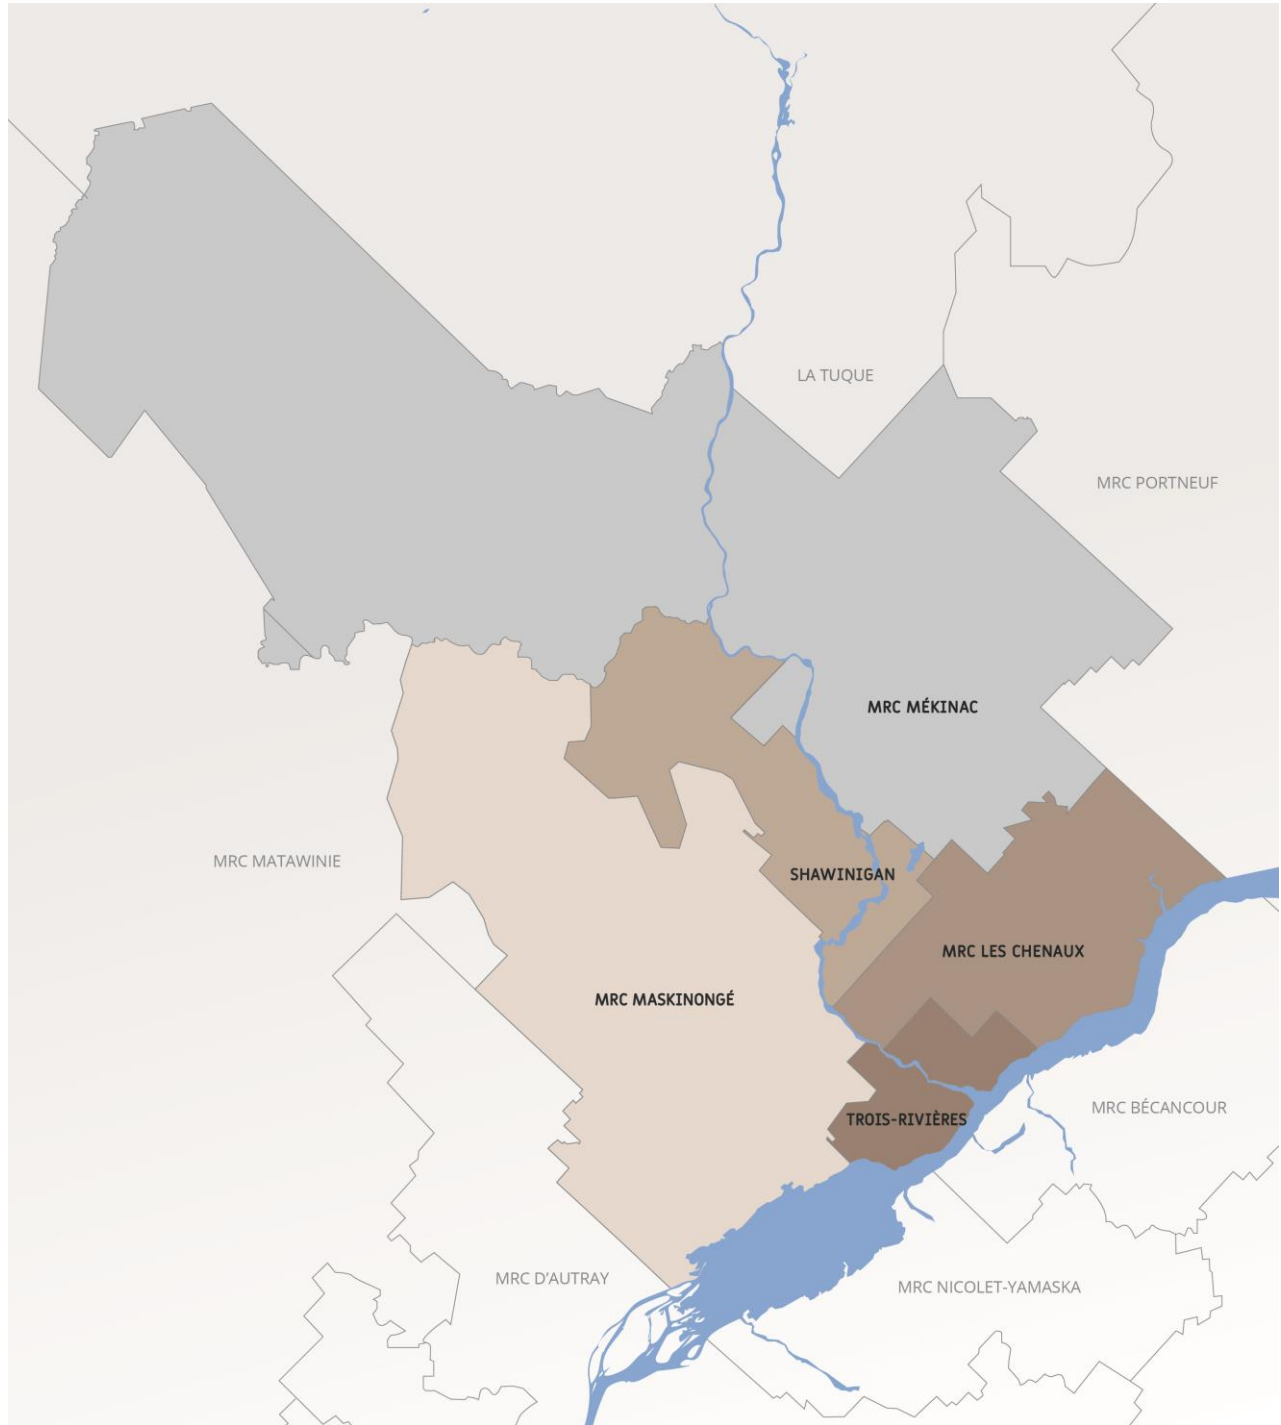 LA TUQUE
MRC PORTNEUF
MRC MÉKINAC
MRC MATAWINIE
SHAWINIGAN
MRC LES CHENAUX
MRC MASKINONGÉ
MRC BÉCANCOUR
TROIS-RIVIÈRES
MRC D'AUTRAY
MRC NICOLET-YAMASKA